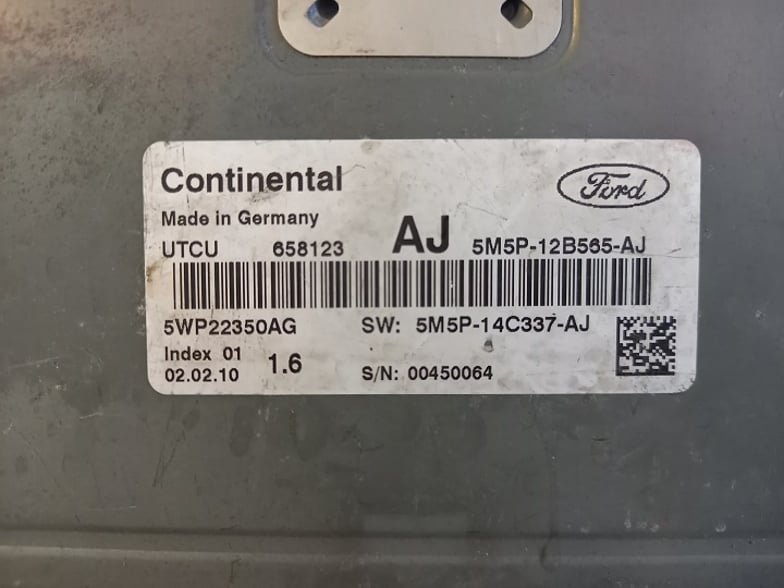 Continental
Ford
Made in Germany
UTCU 658123 AJ 5M5P-12B565-AJ
5WP22350AG SW: 5M5P-14C337-AJ
Index 01
02.02.10 1.6 S/N: 00450064